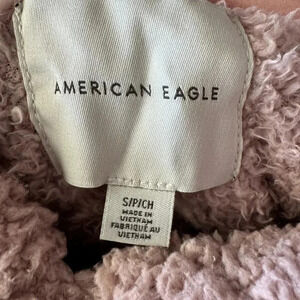 AMERICAN EAGLE
S/P/CH
MADE IN
VIETNAM
FABRIQUÉ AU
VIETNAM